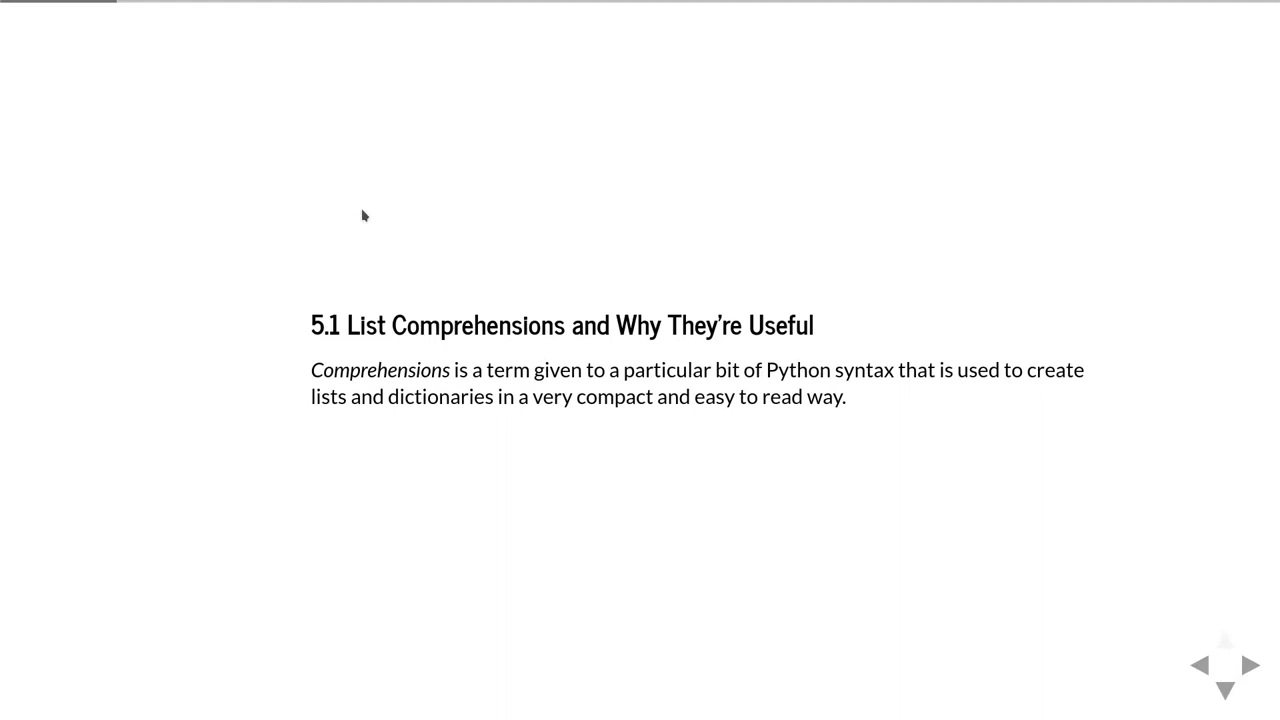 5.1 List Comprehensions and Why They're Useful
Comprehensions is a term given to a particular bit of Python syntax that is used to create
lists and dictionaries in a very compact and easy to read way.